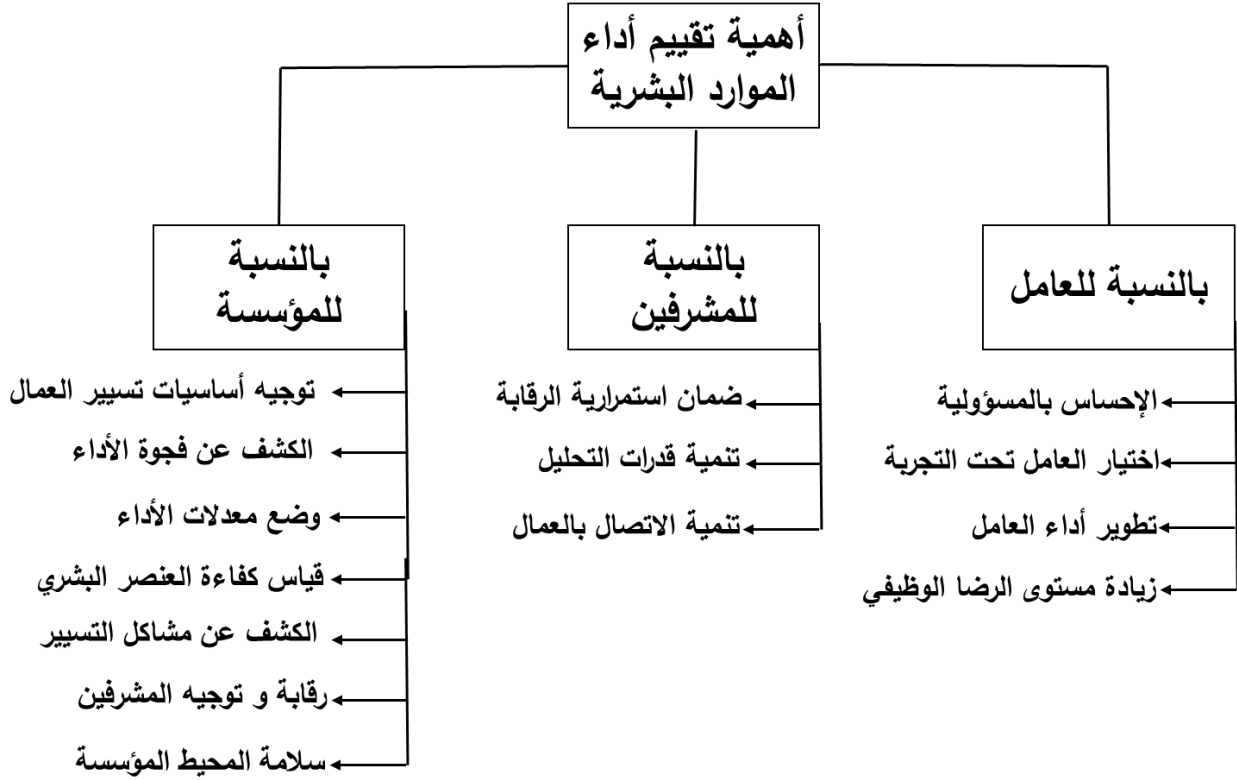 أهمية تقييم أداء
الموارد البشرية
بالنسبة للعامل
الإحساس بالمسؤولية
اختيار العامل تحت التجربة
تطوير أداء العامل
زيادة مستوى الرضا الوظيفي
بالنسبة
للمشرفين
ضمان استمرارية الرقابة
تنمية قدرات التحليل
تنمية الاتصال بالعمال
بالنسبة
للمؤسسة
توجيه أساسيات تسيير العمال
الكشف عن فجوة الأداء
وضع معدلات الأداء
قياس كفاءة العنصر البشري
الكشف عن مشاكل التسيير
رقابة و توجيه المشرفين
سلامة المحيط المؤسسة